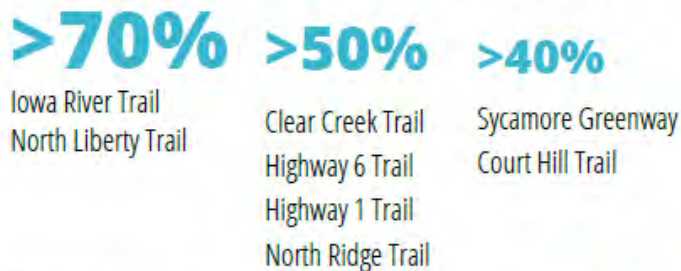 >70%
Iowa River Trail
North Liberty Trail
>50%
Clear Creek Trail
Highway 6 Trail
Highway 1 Trail
North Ridge Trail
>40%
Sycamore Greenway
Court Hill Trail